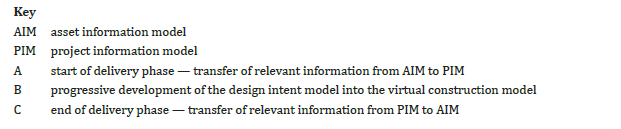 Key
AIM asset information model
PIM project information model
A start of delivery phase — transfer of relevant information from AIM to PIM
B progressive development of the design intent model into the virtual construction model
C end of delivery phase — transfer of relevant information from PIM to AIM